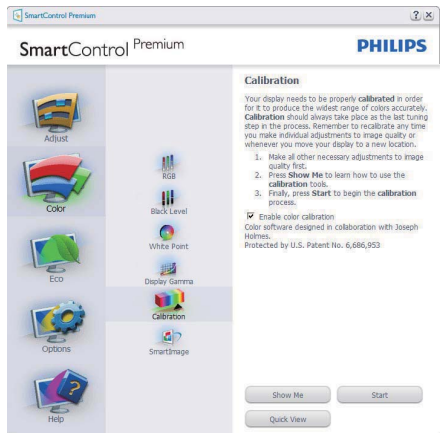 SmartControl Premium
SmartControl Premium
PHILIPS
Adjust
Color
Eco
Options
Help
RGB
Black Level
White Point
Display Gamma
Calibration
SmartImage
Calibration
Your display needs to be properly calibrated in order
for it to produce the widest range of colors accurately.
Calibration should always take place as the last tuning
step in the process. Remember to recalibrate any time
you make individual adjustments to image quality or
whenever you move your display to a new location.
1. Make all other necessary adjustments to image
quality first.
2. Press Show Me to learn how to use the
calibration tools.
3. Finally, press Start to begin the calibration
process.
Enable color calibration
Color software designed in collaboration with Joseph
Holmes.
Protected by U.S. Patent No. 6,686,953
Show Me
Start
Quick View